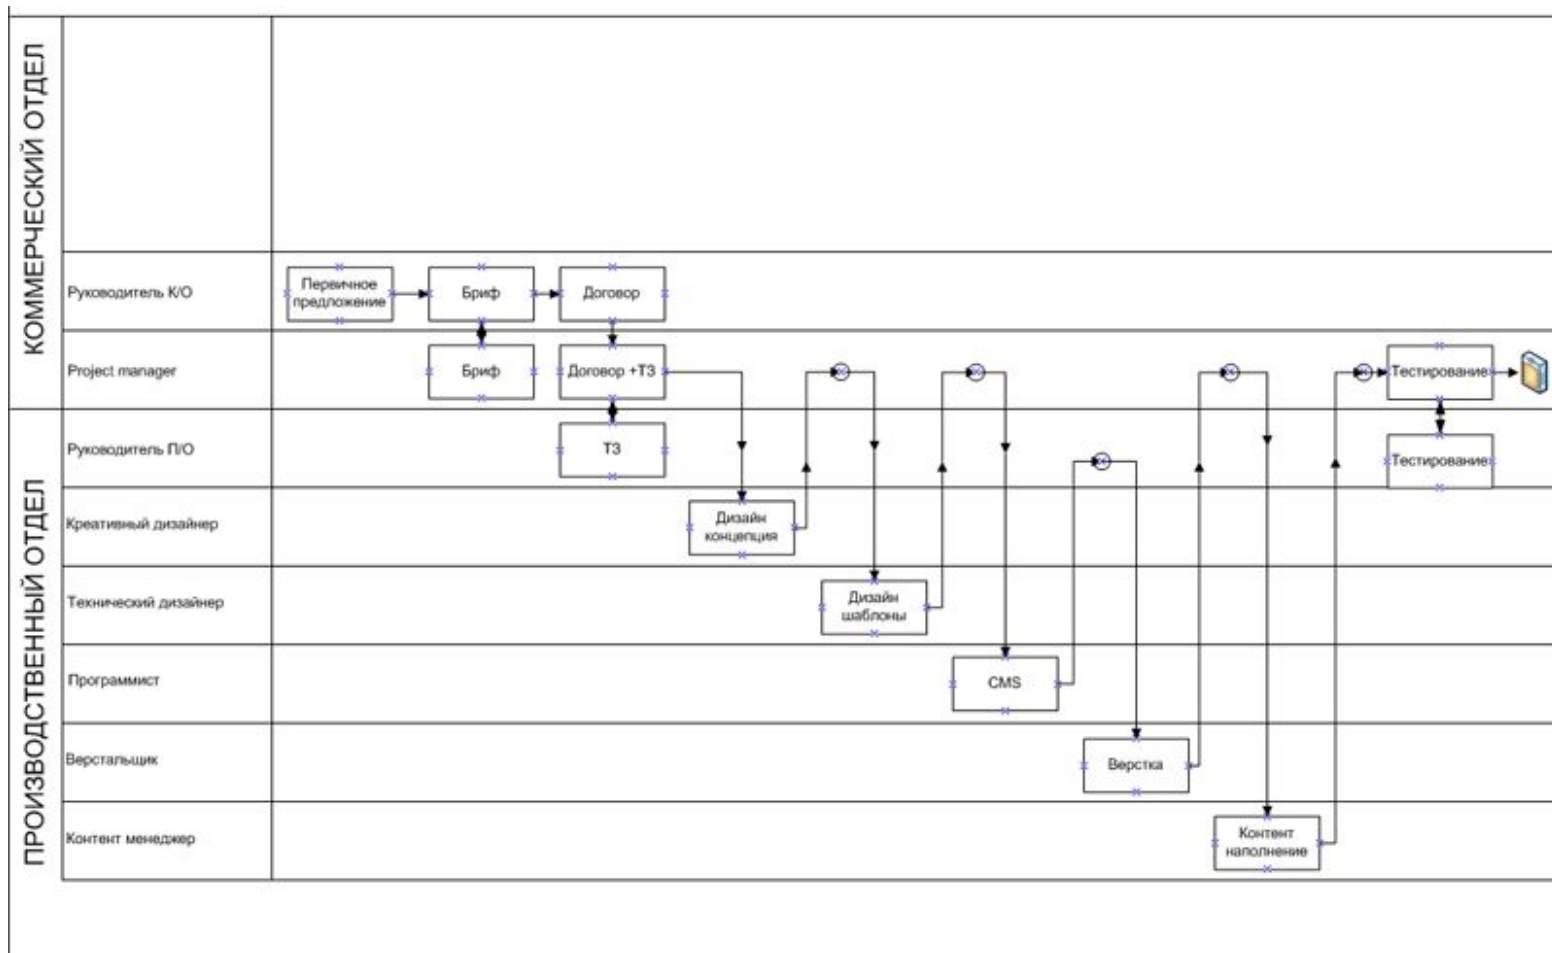 КОММЕРЧЕСКИЙ ОТДЕЛ
Руководитель К/О
Первичное
предложение
Бриф
Договор
Project manager
Бриф
Договор +ТЗ
Тестирование
ПРОИЗВОДСТВЕННЫЙ ОТДЕЛ
Руководитель П/О
ТЗ
Тестирование
Креативный дизайнер
Дизайн
концепция
Технический дизайнер
Дизайн
шаблоны
Программист
CMS
Верстальщик
Верстка
Контент менеджер
Контент
наполнение